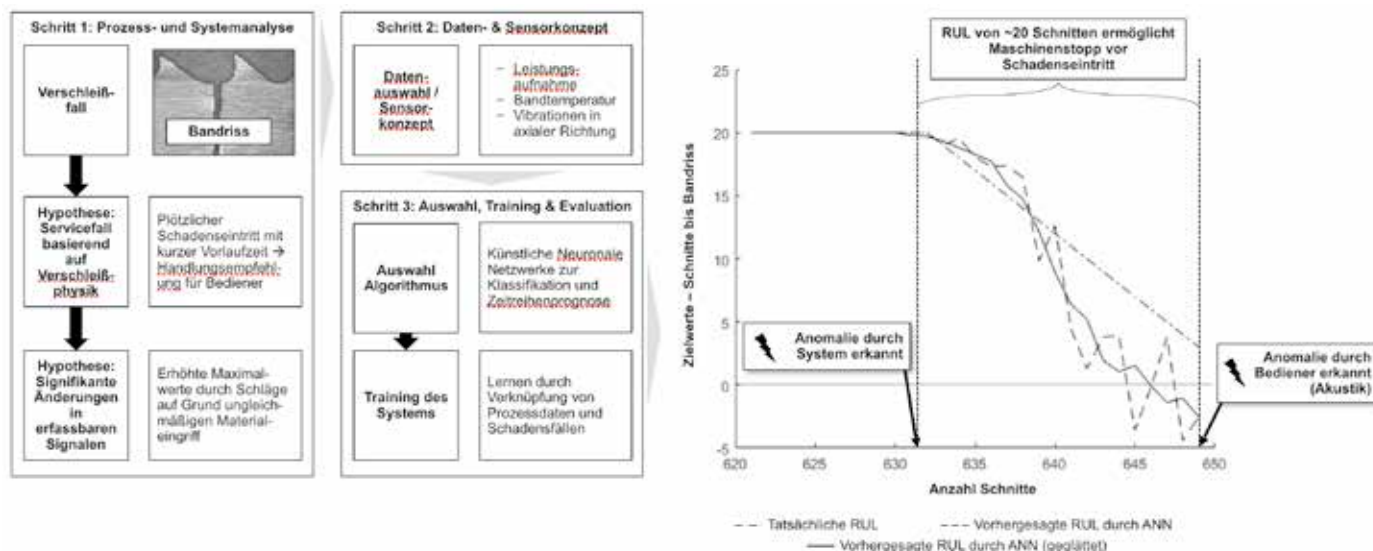 Schritt 1: Prozess- und Systemanalyse
Verschleiß-
fall
Bandriss
Hypothese:
Servicefall
basierend
auf
Verschleiß-
physik
Plötzlicher
Schadenseintritt mit
kurzer Vorlaufzeit →
Handlungsempfehl-
ung für Bediener
Hypothese:
Signifikante
Änderungen
in
erfassbaren
Signalen
Erhöhte Maximal-
werte durch Schläge
auf Grund ungleich-
mäßigen Material-
eingriff
Schritt 2: Daten- & Sensorkonzept
Daten-
auswahl /
Sensor-
konzept
– Leistungs-
aufnahme
– Bandtemperatur
– Vibrationen in
axialer Richtung
Schritt 3: Auswahl, Training & Evaluation
Auswahl
Algorithmus
Künstliche Neuronale
Netzwerke zur
Klassifikation und
Zeitreihenprognose
Training des
Systems
Lernen durch
Verknüpfung von
Prozessdaten und
Schadensfällen
RUL von ~20 Schnitten ermöglicht
Maschinenstopp vor
Schadenseintritt
Zielwerte – Schnitte bis Bandriss
25
20
15
10
5
0
-5
Anomalie durch
System erkannt
Anomalie durch
Bediener erkannt
(Akustik)
620 625 630 635 640 645 650
Anzahl Schnitte
Tatsächliche RUL
Vorhergesagte RUL durch ANN
Vorhergesagte RUL durch ANN (geglättet)